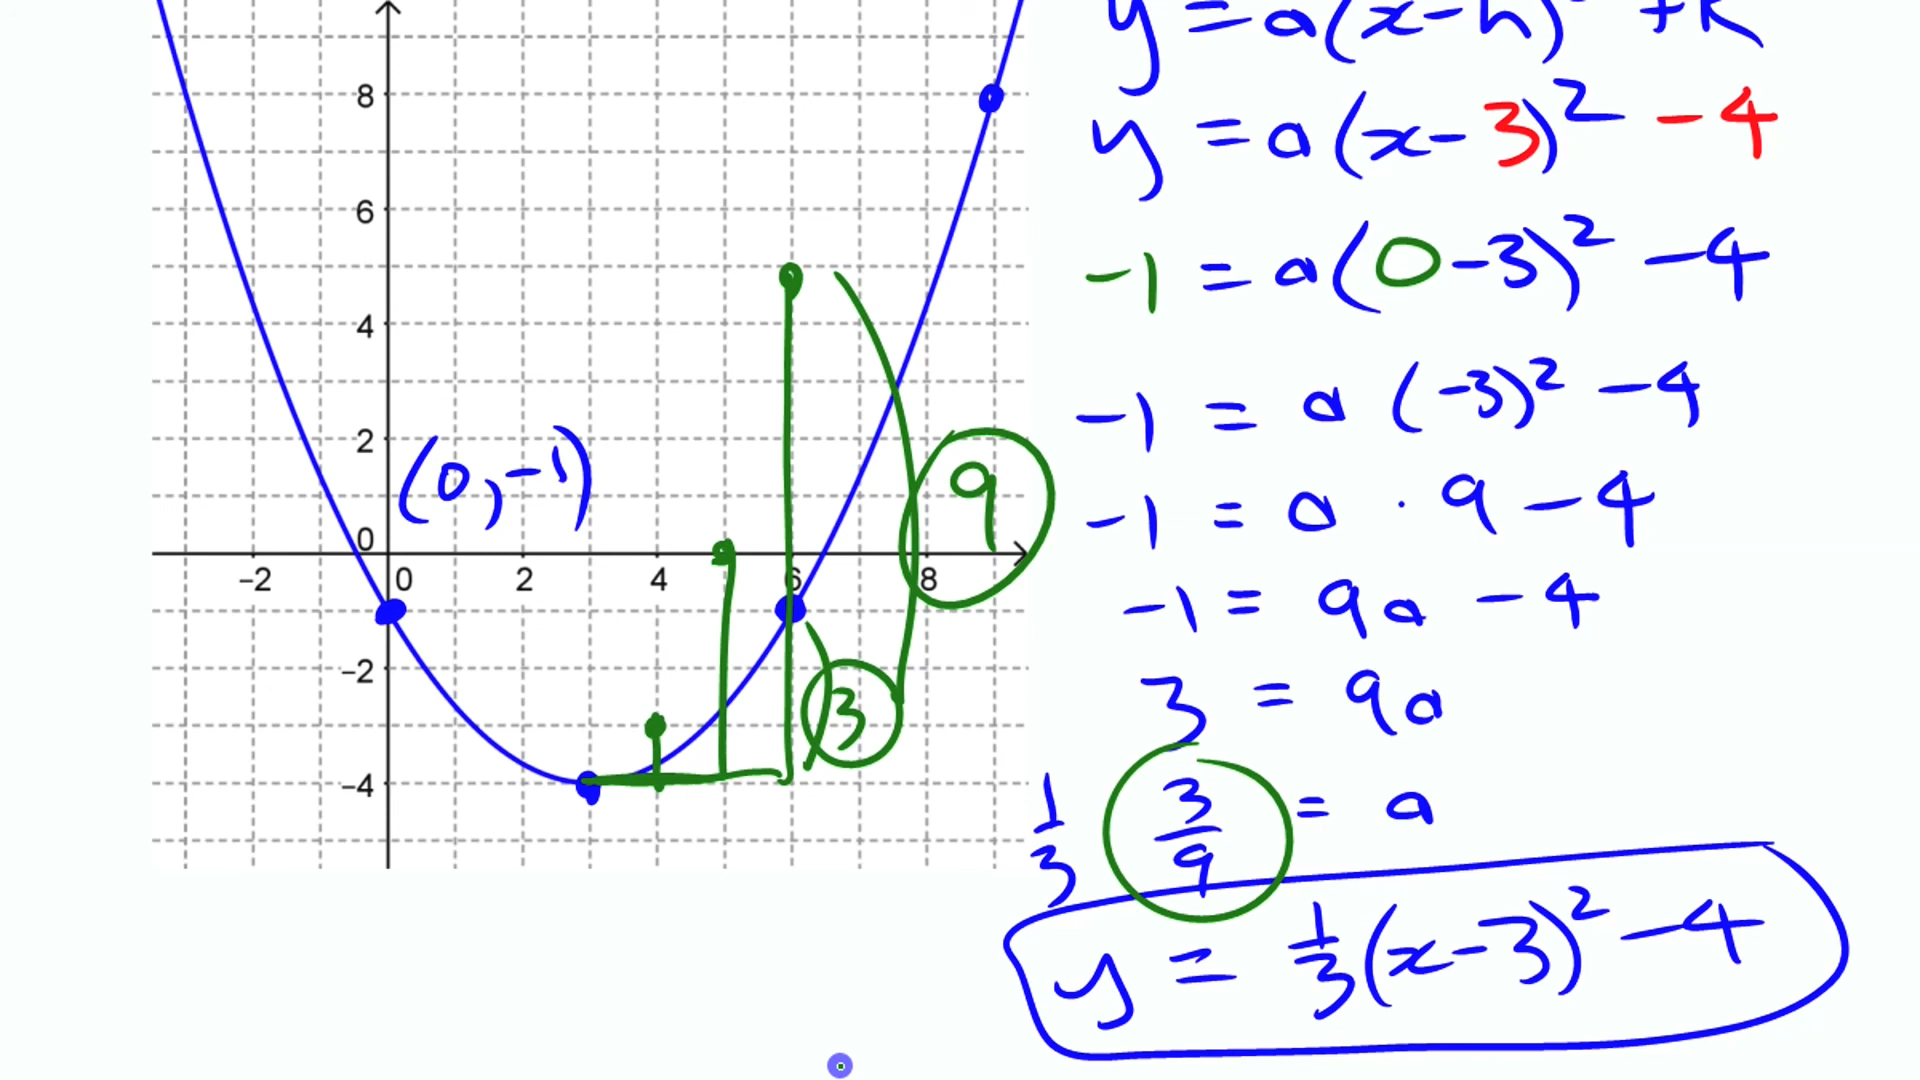 y = a(x-h)² + k
8
y = a(x-3)² - 4
6
-1 = a(0-3)² - 4
4
-1 = a (-3)² - 4
2
(0,-1)
9
-1 = a · 9 - 4
0
−2 0 2 4 6 8
-1 = 9a - 4
−2
3
3 = 9a
−4
1/3 3/9 = a
y = 1/3(x-3)² - 4